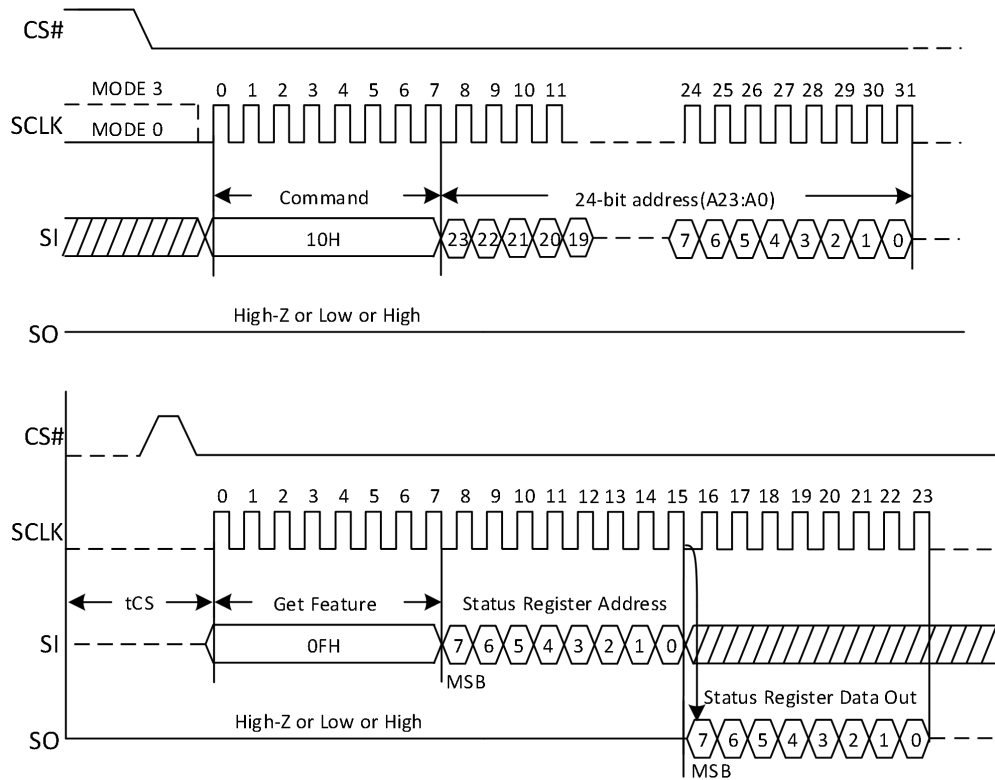 CS#
MODE 3
0 1 2 3 4 5 6 7 8 9 10 11 24 25 26 27 28 29 30 31
SCLK
MODE 0
Command
24-bit address(A23:A0)
SI
10H
23 22 21 20 19 7 6 5 4 3 2 1 0
High-Z or Low or High
SO
CS#
0 1 2 3 4 5 6 7 8 9 10 11 12 13 14 15 16 17 18 19 20 21 22 23
SCLK
tCS
Get Feature
Status Register Address
SI
0FH
7 6 5 4 3 2 1 0
MSB
Status Register Data Out
High-Z or Low or High
SO
7 6 5 4 3 2 1 0
MSB